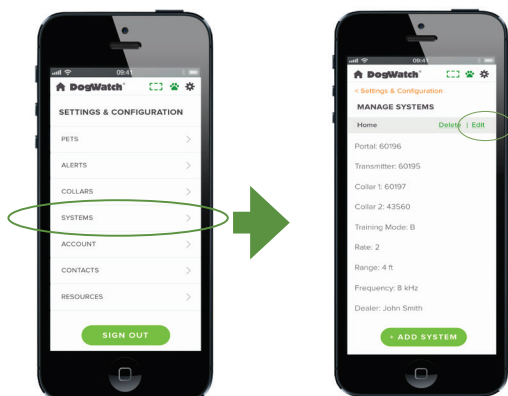 09:41
DogWatch®
SETTINGS & CONFIGURATION
PETS
ALERTS
COLLARS
SYSTEMS
ACCOUNT
CONTACTS
RESOURCES
SIGN OUT
09:41
DogWatch®
< Settings & Configuration
MANAGE SYSTEMS
Home Delete | Edit
Portal: 60196
Transmitter: 60195
Collar 1: 60197
Collar 2: 43560
Training Mode: B
Rate: 2
Range: 4 ft
Frequency: 8 kHz
Dealer: John Smith
+ ADD SYSTEM